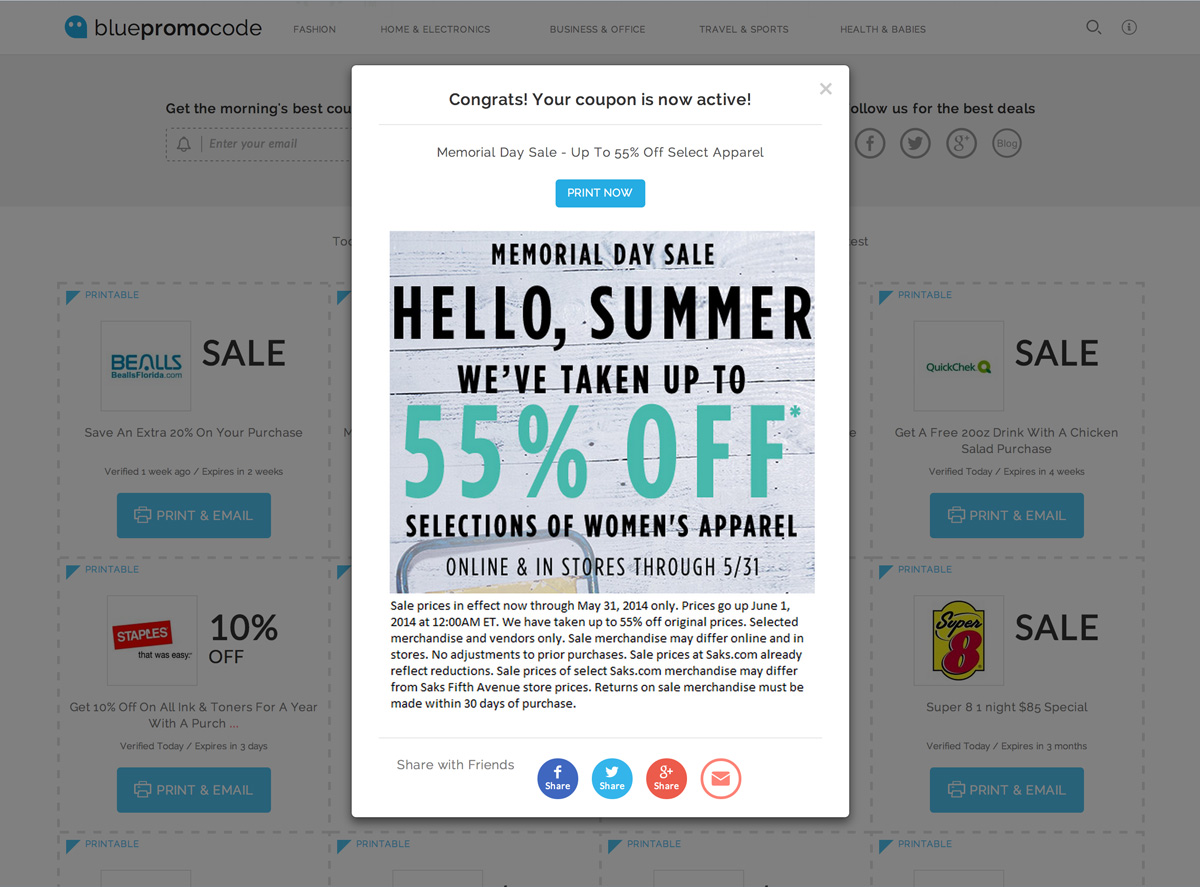 bluepromocode
FASHION
HOME & ELECTRONICS
BUSINESS & OFFICE
TRAVEL & SPORTS
HEALTH & BABIES
Get the morning's best cou
Enter your email
ollow us for the best deals
f
g+
Blog
Congrats! Your coupon is now active!
Memorial Day Sale - Up To 55% Off Select Apparel
PRINT NOW
MEMORIAL DAY SALE
HELLO, SUMMER
WE'VE TAKEN UP TO
55% OFF*
SELECTIONS OF WOMEN'S APPAREL
ONLINE & IN STORES THROUGH 5/31
Sale prices in effect now through May 31, 2014 only. Prices go up June 1,
2014 at 12:00AM ET. We have taken up to 55% off original prices. Selected
merchandise and vendors only. Sale merchandise may differ online and in
stores. No adjustments to prior purchases. Sale prices at Saks.com already
reflect reductions. Sale prices of select Saks.com merchandise may differ
from Saks Fifth Avenue store prices. Returns on sale merchandise must be
made within 30 days of purchase.
Share with Friends
f
Share
Share
g+
Share
PRINTABLE
BEALLS
BeallsFlorida.com
SALE
Save An Extra 20% On Your Purchase
Verified 1 week ago / Expires in 2 weeks
PRINT & EMAIL
PRINTABLE
QuickChek
SALE
Get A Free 20oz Drink With A Chicken
Salad Purchase
Verified Today / Expires in 4 weeks
PRINT & EMAIL
PRINTABLE
STAPLES
that was easy.
10%
OFF
Get 10% Off On All Ink & Toners For A Year
With A Purch ...
Verified Today / Expires in 3 days
PRINT & EMAIL
PRINTABLE
Super
8
SALE
Super 8 1 night $85 Special
Verified Today / Expires in 3 months
PRINT & EMAIL
PRINTABLE
PRINTABLE
PRINTABLE
PRINTABLE